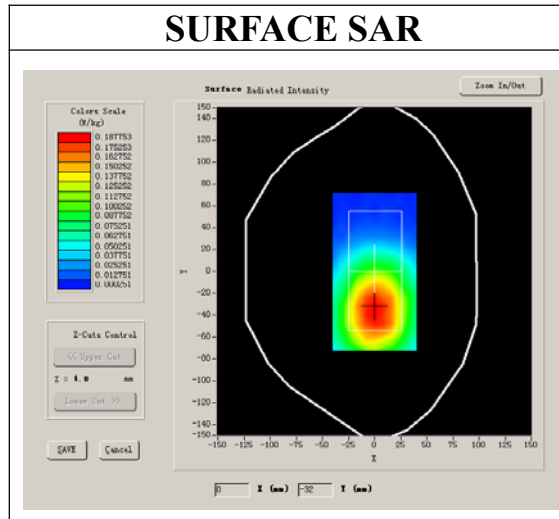 SURFACE SAR
Surface Radiated Intensity
Zoom In/Out
Colors Scale
(W/kg)
0.187753
0.175253
0.162752
0.150252
0.137752
0.125252
0.112752
0.100252
0.087752
0.075251
0.062751
0.050251
0.037751
0.025251
0.012751
0.000251
150
140
120
100
80
60
40
20
0
-20
-40
-60
-80
-100
-120
-140
-150
Y
-150 -125 -100 -75 -50 -25 0 25 50 75 100 125 150
X
Z-Cuts Control
<< Upper Cut
Z = 4.0 mm
Lower Cut >>
SAVE Cancel
0 X (mm) -32 Y (mm)